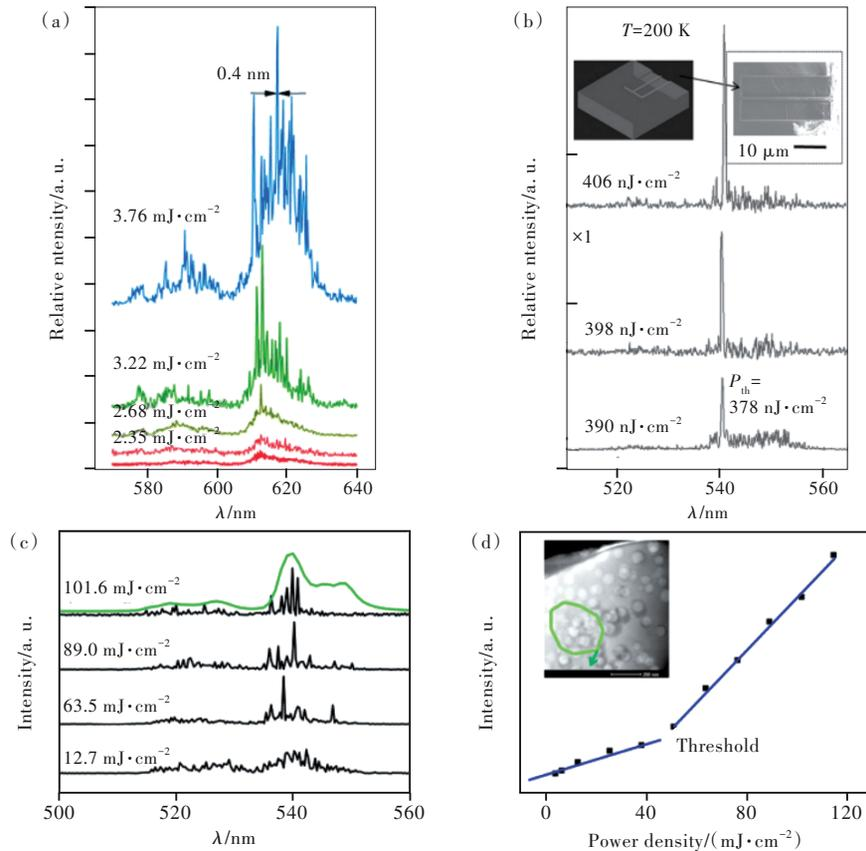 (a)
0.4 nm
3.76 mJ·cm⁻²
3.22 mJ·cm⁻²
2.68 mJ·cm⁻²
2.35 mJ·cm⁻²
Relative ntensity/a. u.
580 600 620 640
λ/nm
(b)
T=200 K
10 μm
406 nJ·cm⁻²
×1
398 nJ·cm⁻²
P_th=
378 nJ·cm⁻²
390 nJ·cm⁻²
Relative ntensity/a. u.
520 540 560
λ/nm
(c)
101.6 mJ·cm⁻²
89.0 mJ·cm⁻²
63.5 mJ·cm⁻²
12.7 mJ·cm⁻²
Intensity/a. u.
500 520 540 560
λ/nm
(d)
Threshold
Intensity/a. u.
0 40 80 120
Power density/(mJ·cm⁻²)